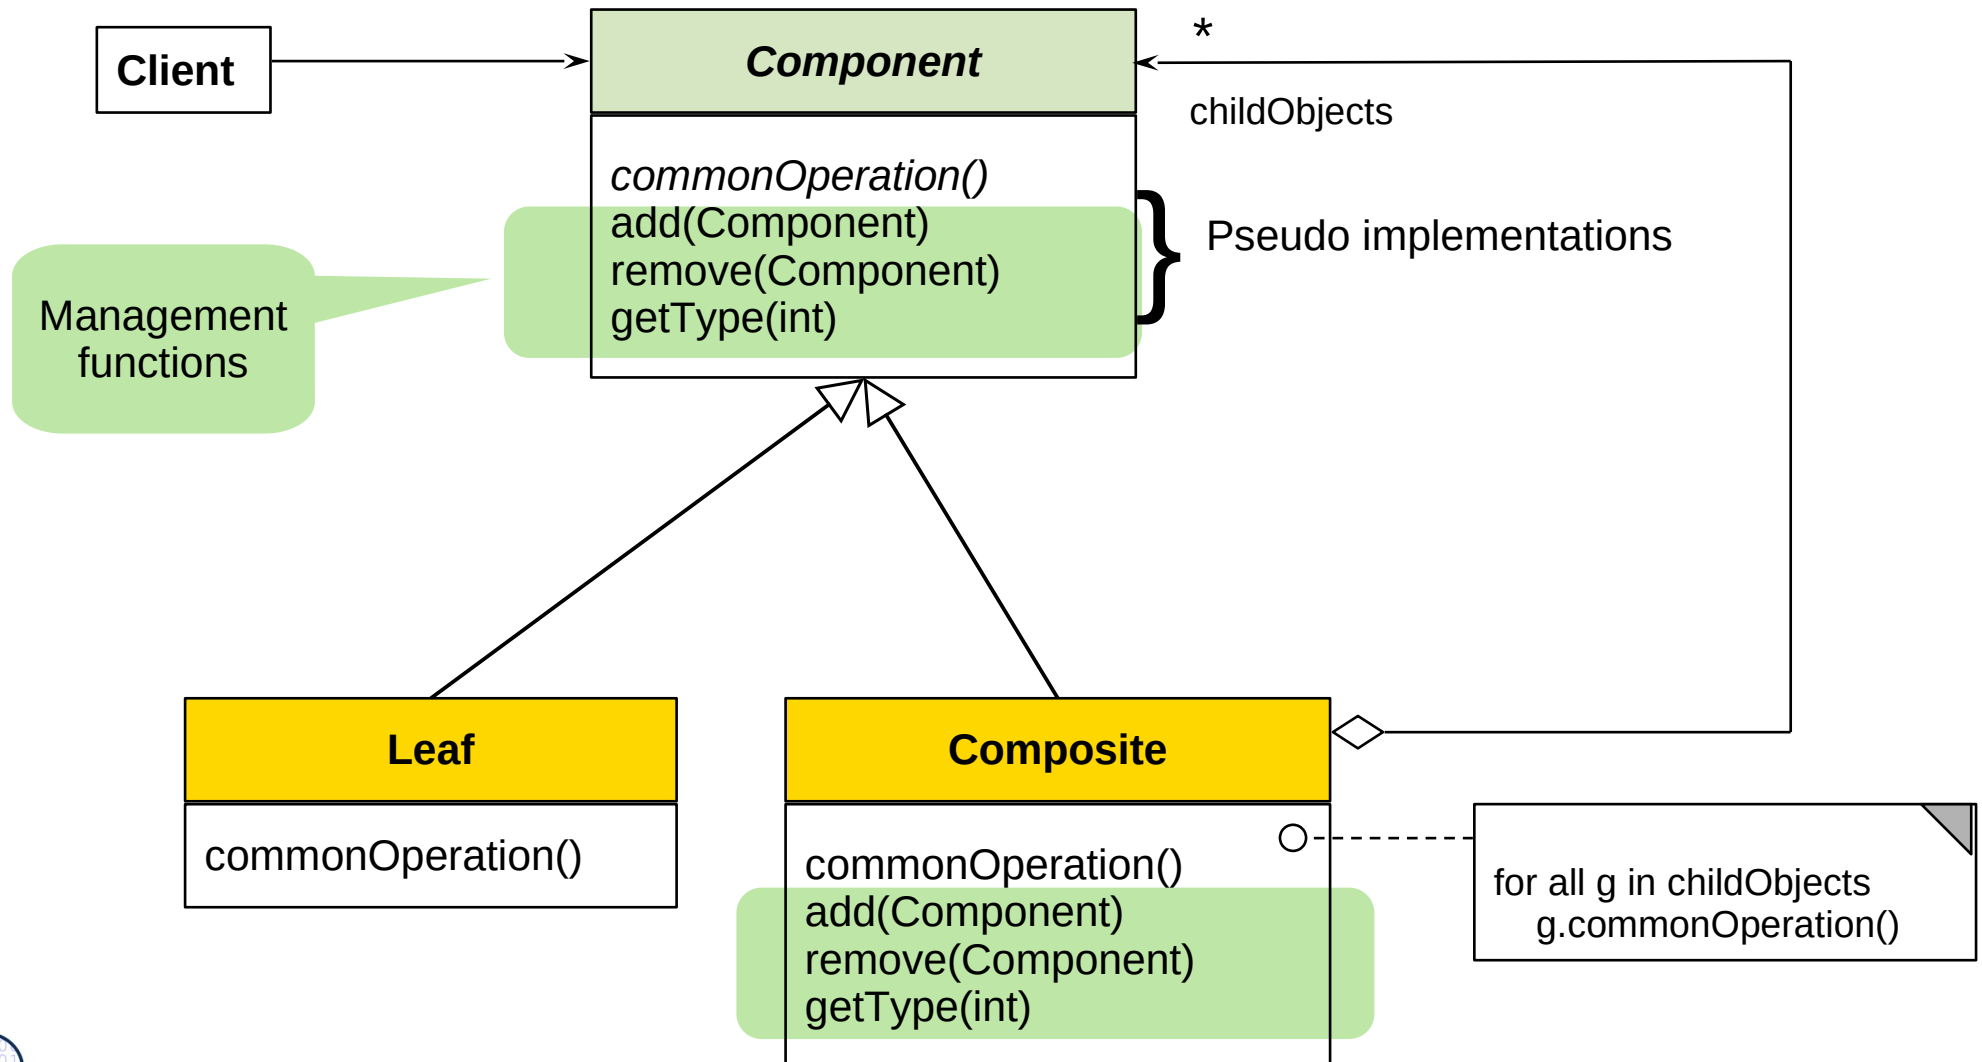 Client
Component
*
childObjects
commonOperation()
add(Component)
remove(Component)
getType(int)
}
Pseudo implementations
Management
functions
Leaf
commonOperation()
Composite
commonOperation()
add(Component)
remove(Component)
getType(int)
for all g in childObjects
g.commonOperation()